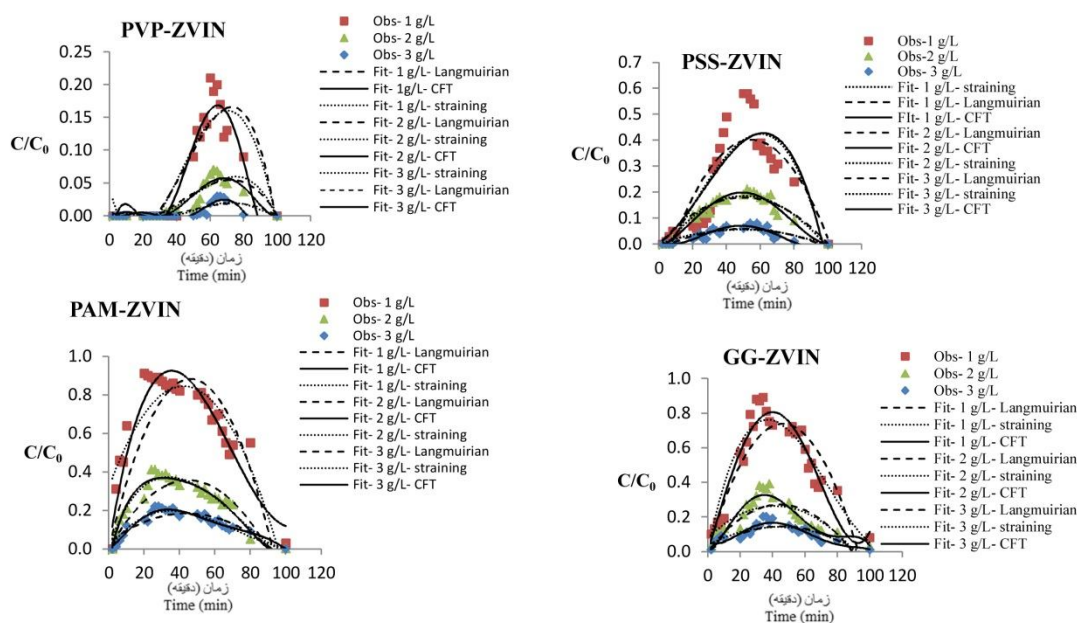 PVP-ZVIN
0.25
0.20
0.15
0.10
0.05
0.00
C/C0
0 20 40 60 80 100 120
زمان (دقیقه)
Time (min)
Obs- 1 g/L
Obs- 2 g/L
Obs- 3 g/L
Fit- 1 g/L- Langmuirian
Fit- 1g/L- CFT
Fit- 1 g/L- straining
Fit- 2 g/L- Langmuirian
Fit- 2 g/L- straining
Fit- 2 g/L- CFT
Fit- 3 g/L- straining
Fit- 3 g/L- Langmuirian
Fit- 3 g/L- CFT
PSS-ZVIN
0.7
0.6
0.5
0.4
0.3
0.2
0.1
0.0
C/C0
0 20 40 60 80 100 120
زمان (دقیقه)
Time (min)
Obs-1 g/L
Obs-2 g/L
Obs- 3 g/L
Fit- 1 g/L- straining
Fit- 1 g/L- Langmuirian
Flt- 1 g/L- CFT
Fit- 2 g/L- Langmuirian
Fit- 2 g/L- CFT
Fit- 2 g/L- straining
Fit- 3 g/L- Langmuirian
Fit- 3 g/L- straining
Fit- 3 g/L- CFT
PAM-ZVIN
1.0
0.8
0.6
0.4
0.2
0.0
C/C0
0 20 40 60 80 100 120
زمان (دقیقه)
Time (min)
Obs- 1 g/L
Obs- 2 g/L
Obs- 3 g/L
Fit- 1 g/L- Langmuirian
Fit- 1 g/L- CFT
Fit- 1 g/L- straining
Fit- 2 g/L- Langmuirian
Fit- 2 g/L- CFT
Fit- 2 g/L- straining
Fit- 3 g/L- Langmuirian
Fit- 3 g/L- straining
Fit- 3 g/L- CFT
GG-ZVIN
1.0
0.8
0.6
0.4
0.2
0.0
C/C0
0 20 40 60 80 100 120
زمان (دقیقه)
Time (min)
Obs- 1 g/L
Obs- 2 g/L
Obs- 3 g/L
Fit- 1 g/L- Langmuirian
Fit- 1 g/L- straining
Fit- 1 g/L- CFT
Fit- 2 g/L- Langmuirian
Fit- 2 g/L- straining
Fit- 2 g/L- CFT
Fit- 3 g/L- Langmuirian
Fit- 3 g/L- straining
Fit- 3 g/L- CFT